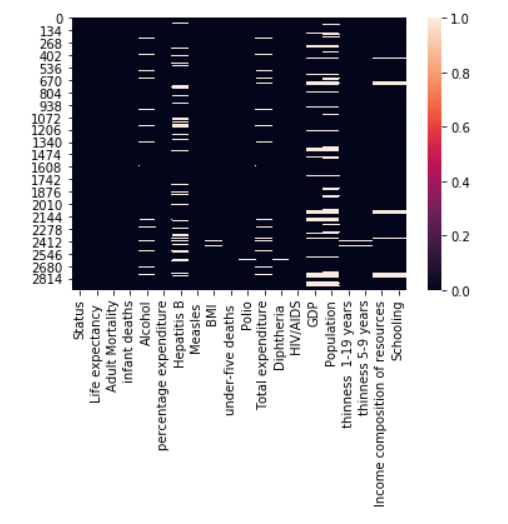 0
134
268
402
536
670
804
938
1072
1206
1340
1474
1608
1742
1876
2010
2144
2278
2412
2546
2680
2814
1.0
0.8
0.6
0.4
0.2
0.0
Status
Life expectancy
Adult Mortality
infant deaths
Alcohol
percentage expenditure
Hepatitis B
Measles
BMI
under-five deaths
Polio
Total expenditure
Diphtheria
HIV/AIDS
GDP
Population
thinness 1-19 years
thinness 5-9 years
Income composition of resources
Schooling